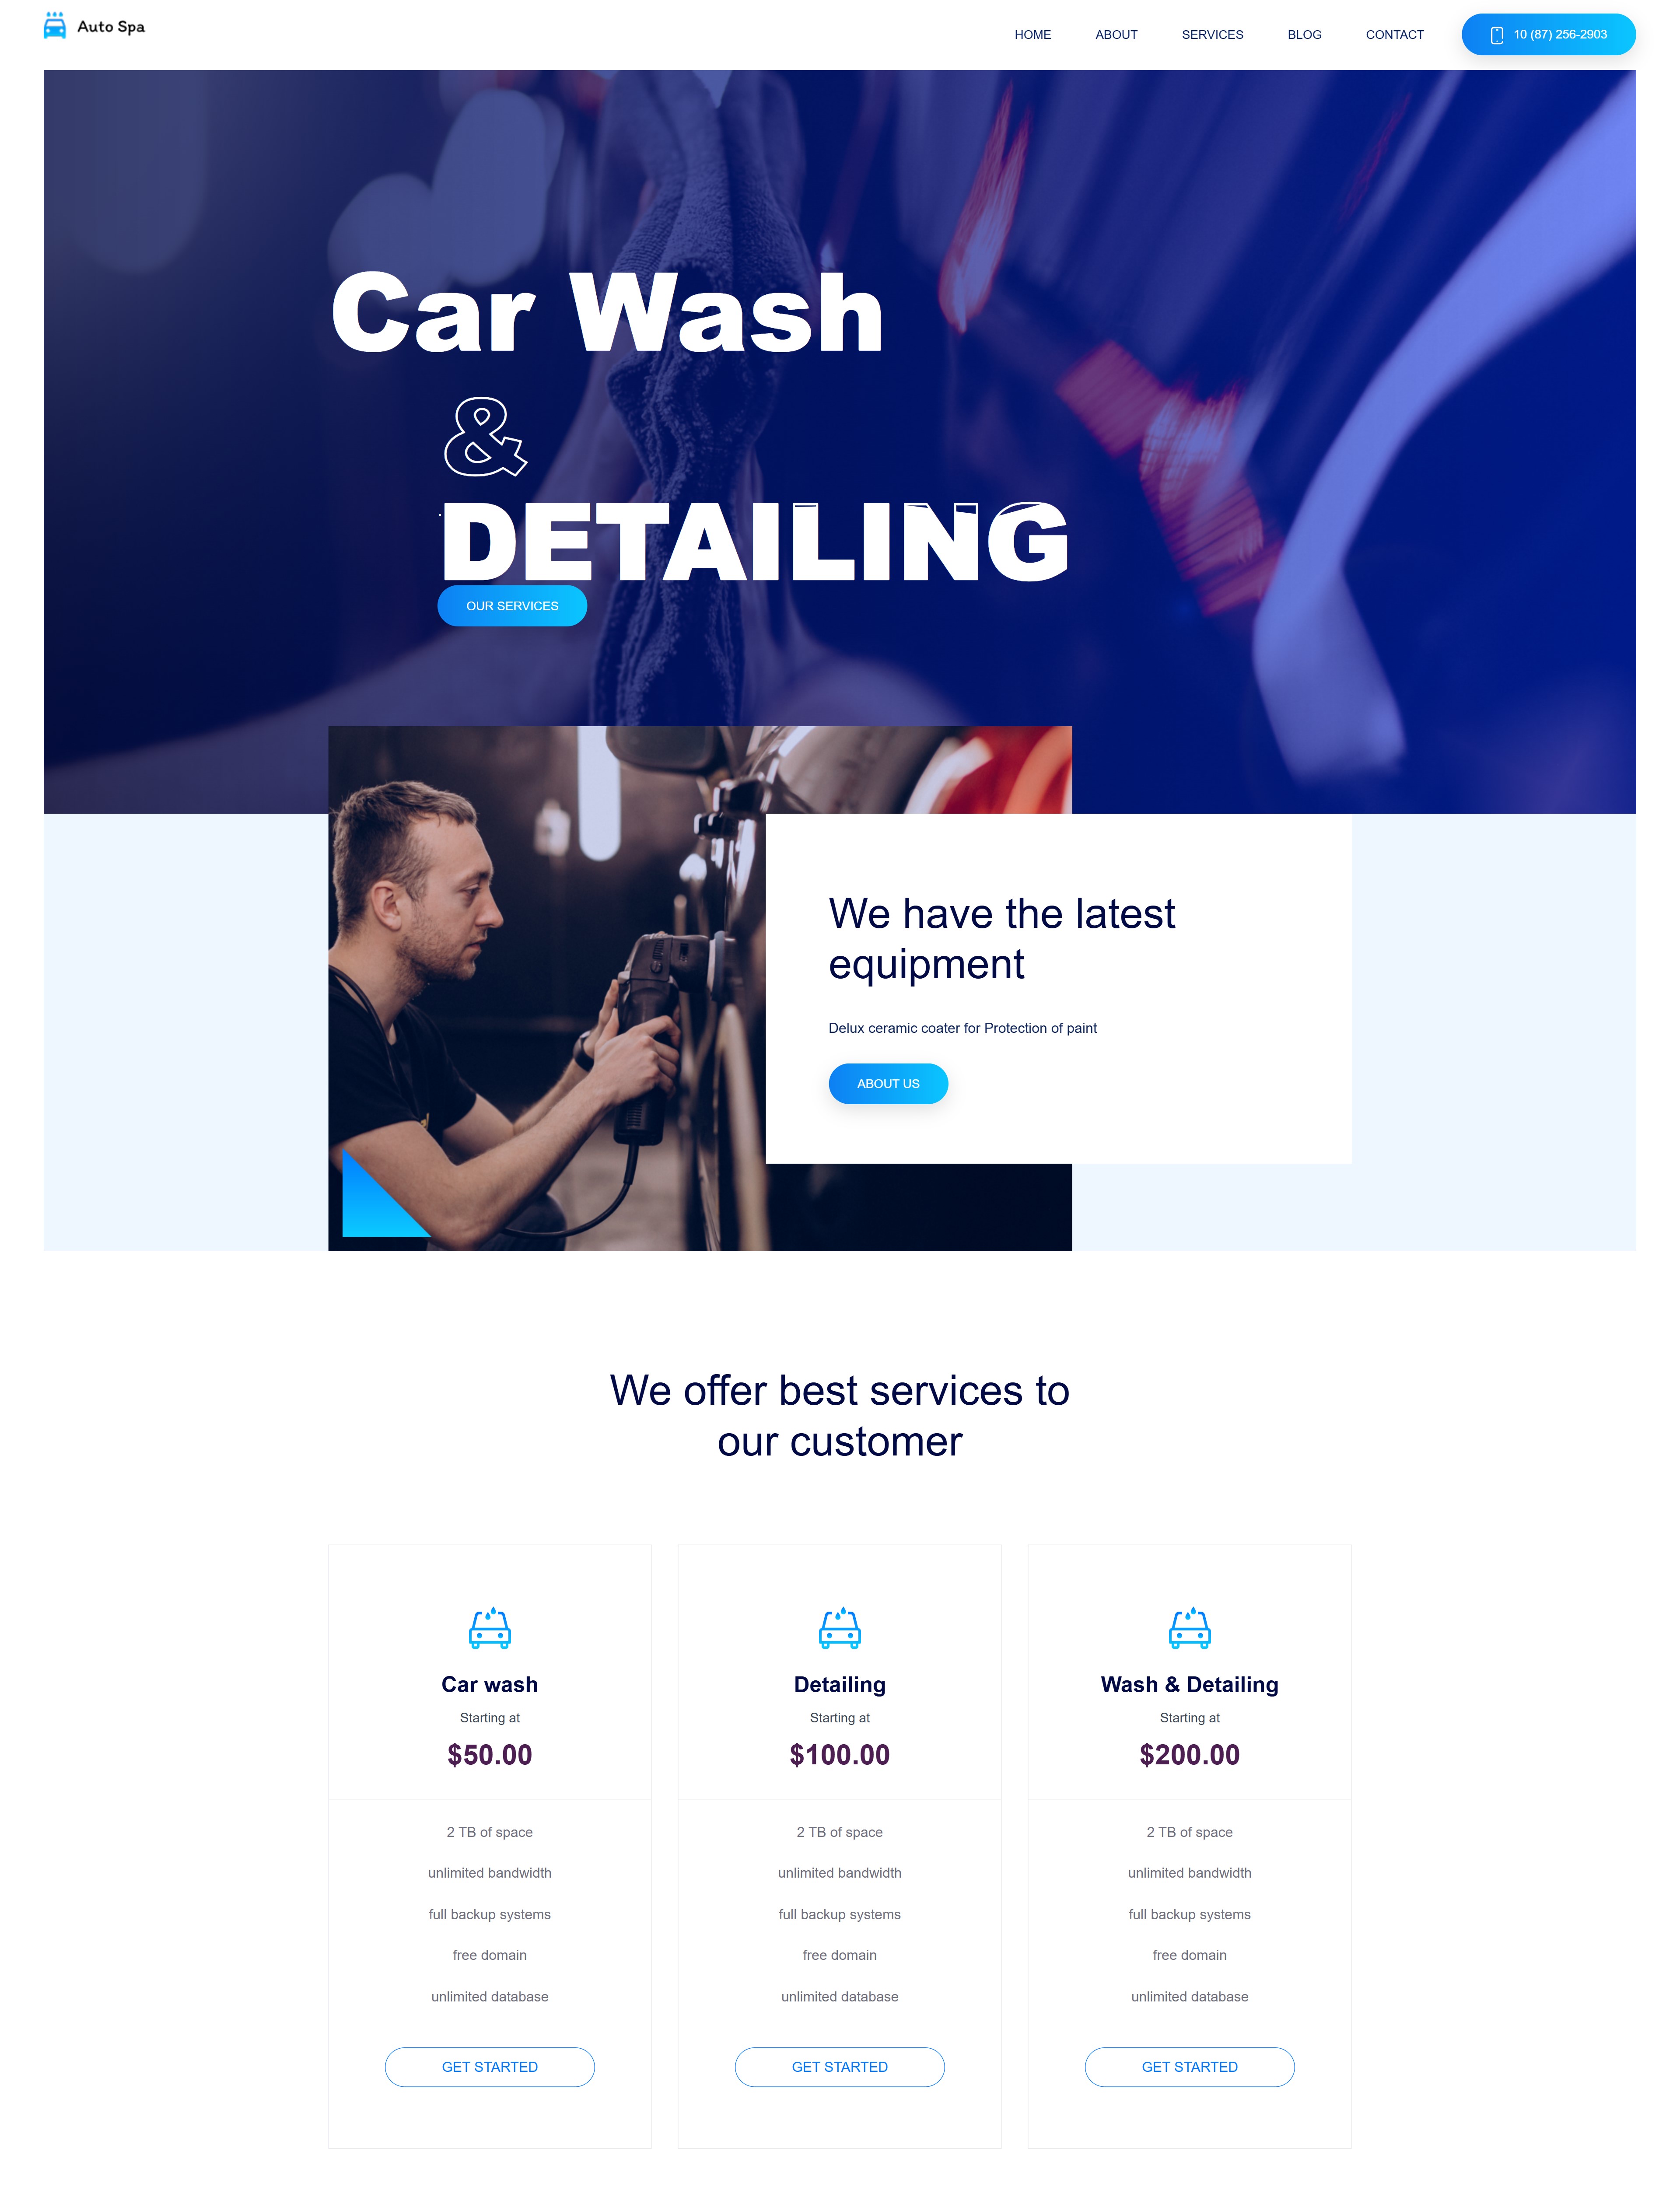 Auto Spa
HOME ABOUT SERVICES BLOG CONTACT 10 (87) 256-2903
Car Wash
&
DETAILING
OUR SERVICES
We have the latest
equipment
Delux ceramic coater for Protection of paint
ABOUT US
We offer best services to
our customer
Car wash
Starting at
$50.00
2 TB of space
unlimited bandwidth
full backup systems
free domain
unlimited database
GET STARTED
Detailing
Starting at
$100.00
2 TB of space
unlimited bandwidth
full backup systems
free domain
unlimited database
GET STARTED
Wash & Detailing
Starting at
$200.00
2 TB of space
unlimited bandwidth
full backup systems
free domain
unlimited database
GET STARTED